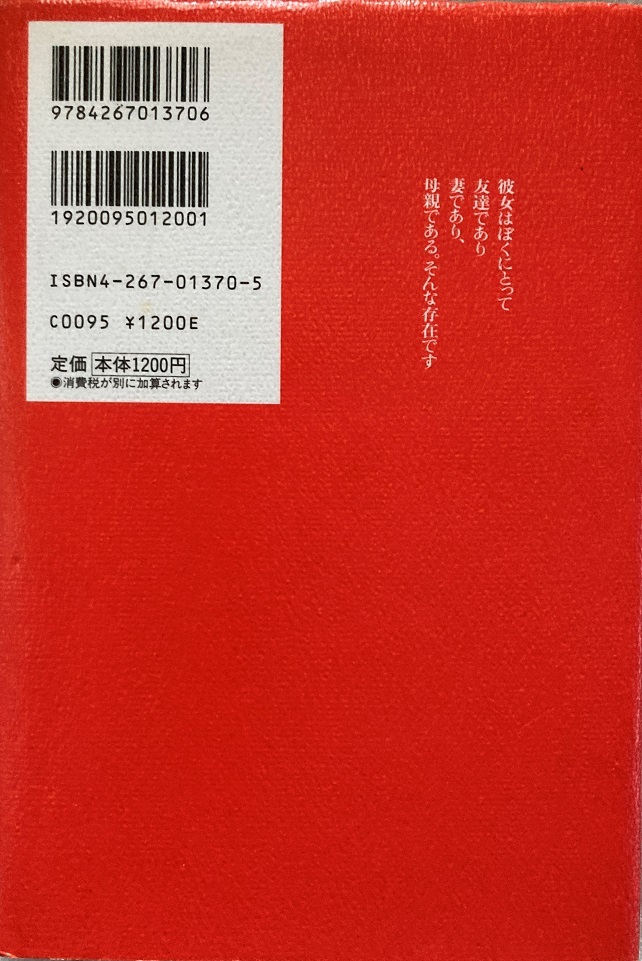 9784267013706
1920095012001
ISBN4-267-01370-5
C0095 ¥1200E
定価 本体1200円
●消費税が別に加算されます
彼女はぼくにとって
友達であり
妻であり、
母親である。そんな存在です